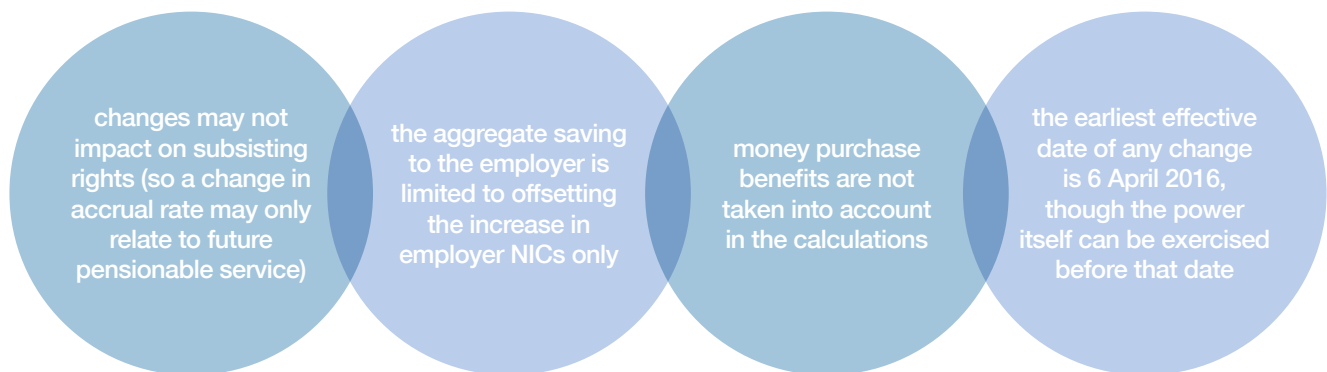 changes may not
impact on subsisting
rights (so a change in
accrual rate may only
relate to future
pensionable service)
the aggregate saving
to the employer is
limited to offsetting
the increase in
employer NICs only
money purchase
benefits are not
taken into account
in the calculations
the earliest effective
date of any change
is 6 April 2016,
though the power
itself can be exercised
before that date